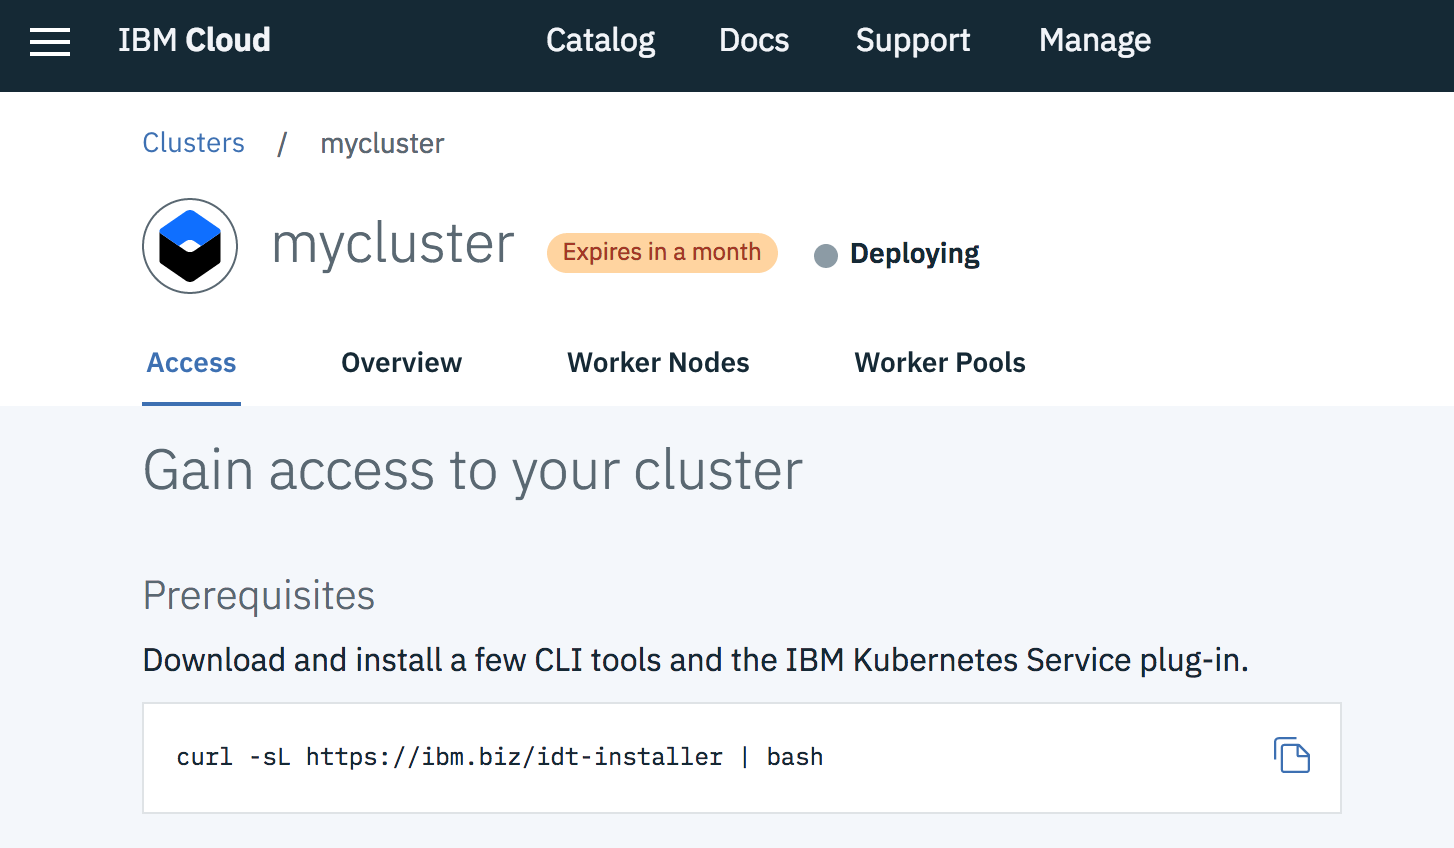 IBM Cloud Catalog Docs Support Manage
Clusters / mycluster
mycluster Expires in a month Deploying
Access Overview Worker Nodes Worker Pools
Gain access to your cluster
Prerequisites
Download and install a few CLI tools and the IBM Kubernetes Service plug-in.
curl -sL https://ibm.biz/idt-installer | bash